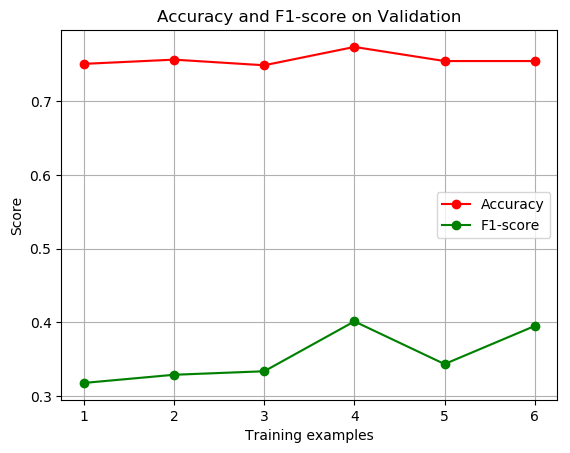 Accuracy and F1-score on Validation
Score
0.7
0.6
0.5
0.4
0.3
Accuracy
F1-score
1 2 3 4 5 6
Training examples